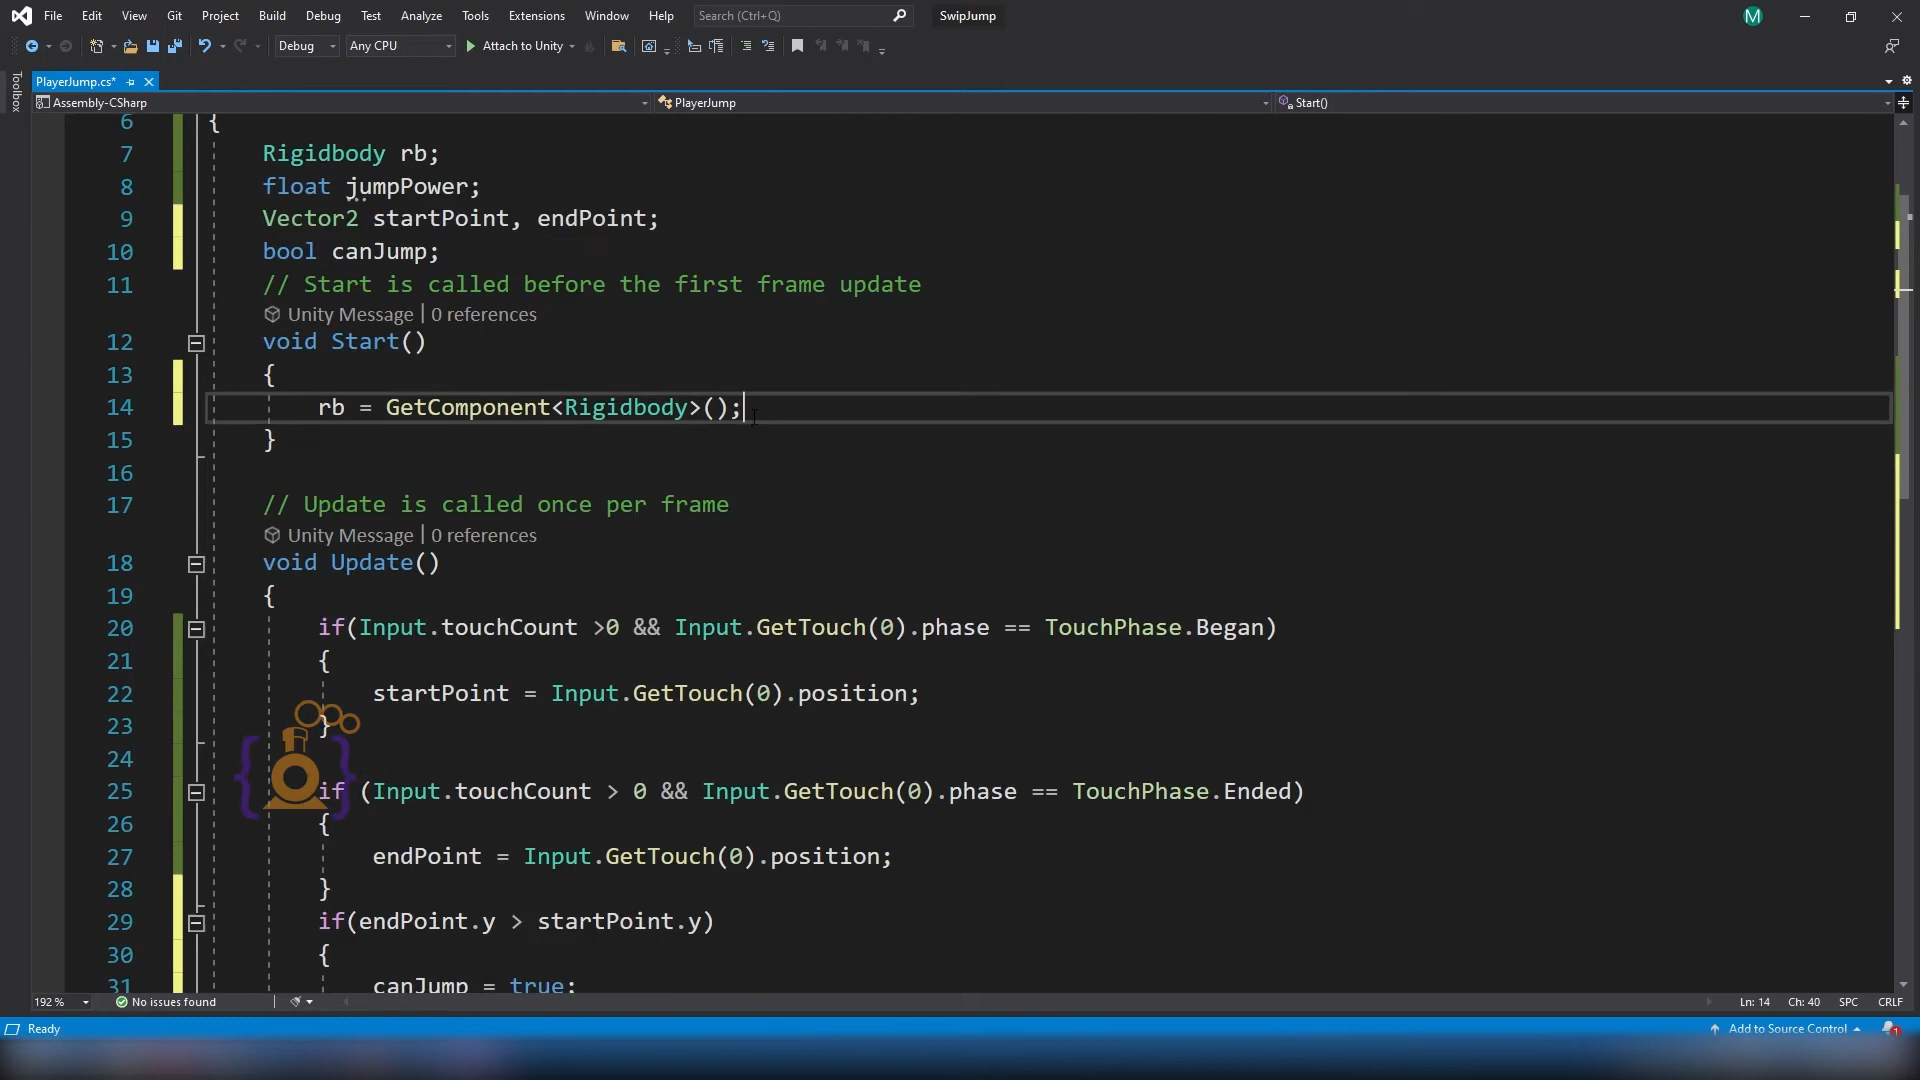 File Edit View Git Project Build Debug Test Analyze Tools Extensions Window Help Search (Ctrl+Q) SwipJump M
Debug Any CPU Attach to Unity
Toolbox
PlayerJump.cs*
Assembly-CSharp PlayerJump Start()
6 {
7 Rigidbody rb;
8 float jumpPower;
9 Vector2 startPoint, endPoint;
10 bool canJump;
11 // Start is called before the first frame update
Unity Message | 0 references
12 void Start()
13 {
14 rb = GetComponent<Rigidbody>();
15 }
16
17 // Update is called once per frame
Unity Message | 0 references
18 void Update()
19 {
20 if(Input.touchCount >0 && Input.GetTouch(0).phase == TouchPhase.Began)
21 {
22 startPoint = Input.GetTouch(0).position;
23 }
24
25 if (Input.touchCount > 0 && Input.GetTouch(0).phase == TouchPhase.Ended)
26 {
27 endPoint = Input.GetTouch(0).position;
28 }
29 if(endPoint.y > startPoint.y)
30 {
31 canJump = true;
192 % No issues found Ln: 14 Ch: 40 SPC CRLF
Ready Add to Source Control 1